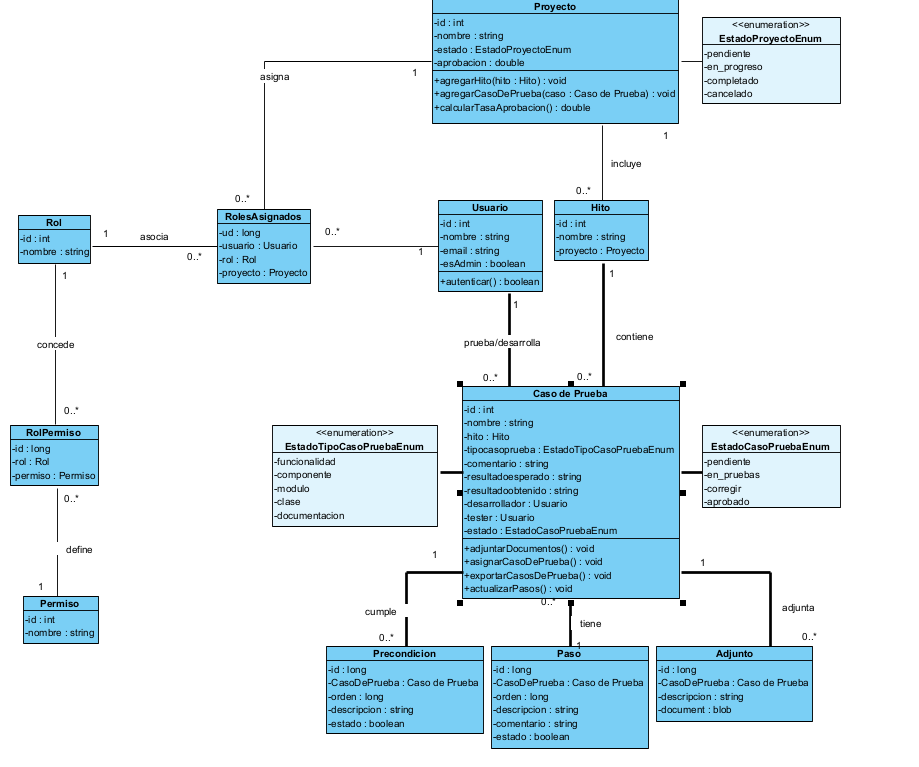 Proyecto
-id : int
-nombre : string
-estado : EstadoProyectoEnum
-aprobacion : double
+agregarHito(hito : Hito) : void
+agregarCasoDePrueba(caso : Caso de Prueba) : void
+calcularTasaAprobacion() : double
<<enumeration>>
EstadoProyectoEnum
-pendiente
-en_progreso
-completado
-cancelado
asigna
1
1
incluye
0..*
0..*
Rol
-id : int
-nombre : string
1
asocia
0..*
RolesAsignados
-ud : long
-usuario : Usuario
-rol : Rol
-proyecto : Proyecto
0..*
1
Usuario
-id : int
-nombre : string
-email : string
-esAdmin : boolean
+autenticar() : boolean
Hito
-id : int
-nombre : string
-proyecto : Proyecto
1
1
1
concede
prueba/desarrolla
contiene
0..*
0..*
0..*
RolPermiso
-id : long
-rol : Rol
-permiso : Permiso
0..*
define
1
Permiso
-id : int
-nombre : string
<<enumeration>>
EstadoTipoCasoPruebaEnum
-funcionalidad
-componente
-modulo
-clase
-documentacion
Caso de Prueba
-id : int
-nombre : string
-hito : Hito
-tipocasoprueba : EstadoTipoCasoPruebaEnum
-comentario : string
-resultadoesperado : string
-resultadoobtenido : string
-desarrollador : Usuario
-tester : Usuario
-estado : EstadoCasoPruebaEnum
+adjuntarDocumentos() : void
+asignarCasoDePrueba() : void
+exportarCasosDePrueba() : void
+actualizarPasos() : void
<<enumeration>>
EstadoCasoPruebaEnum
-pendiente
-en_pruebas
-corregir
-aprobado
1
1
0..*
cumple
tiene
adjunta
0..*
1
0..*
Precondicion
-id : long
-CasoDePrueba : Caso de Prueba
-orden : long
-descripcion : string
-estado : boolean
Paso
-id : long
-CasoDePrueba : Caso de Prueba
-orden : long
-descripcion : string
-comentario : string
-estado : boolean
Adjunto
-id : long
-CasoDePrueba : Caso de Prueba
-descripcion : string
-document : blob